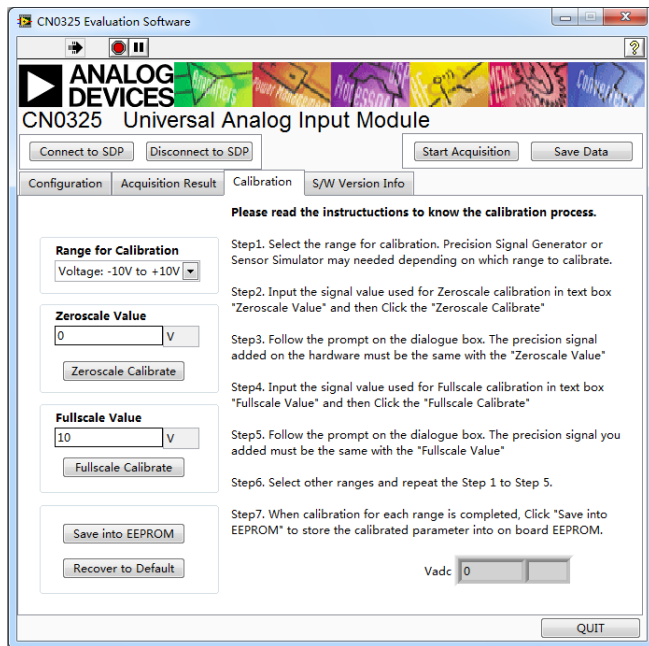 CN0325 Evaluation Software
ANALOG
DEVICES
CN0325 Universal Analog Input Module
Connect to SDP Disconnect to SDP Start Acquisition Save Data
Configuration Acquisition Result Calibration S/W Version Info
Please read the instructuctions to know the calibration process.
Range for Calibration
Voltage: -10V to +10V
Zeroscale Value
0 V
Zeroscale Calibrate
Fullscale Value
10 V
Fullscale Calibrate
Save into EEPROM
Recover to Default
Step1. Select the range for calibration. Precision Signal Generator or
Sensor Simulator may needed depending on which range to calibrate.
Step2. Input the signal value used for Zeroscale calibration in text box
"Zeroscale Value" and then Click the "Zeroscale Calibrate"
Step3. Follow the prompt on the dialogue box. The precision signal
added on the hardware must be the same with the "Zeroscale Value"
Step4. Input the signal value used for Fullscale calibration in text box
"Fullscale Value" and then Click the "Fullscale Calibrate"
Step5. Follow the prompt on the dialogue box. The precision signal you
added must be the same with the "Fullscale Value"
Step6. Select other ranges and repeat the Step 1 to Step 5.
Step7. When calibration for each range is completed, Click "Save into
EEPROM" to store the calibrated parameter into on board EEPROM.
Vadc 0
QUIT